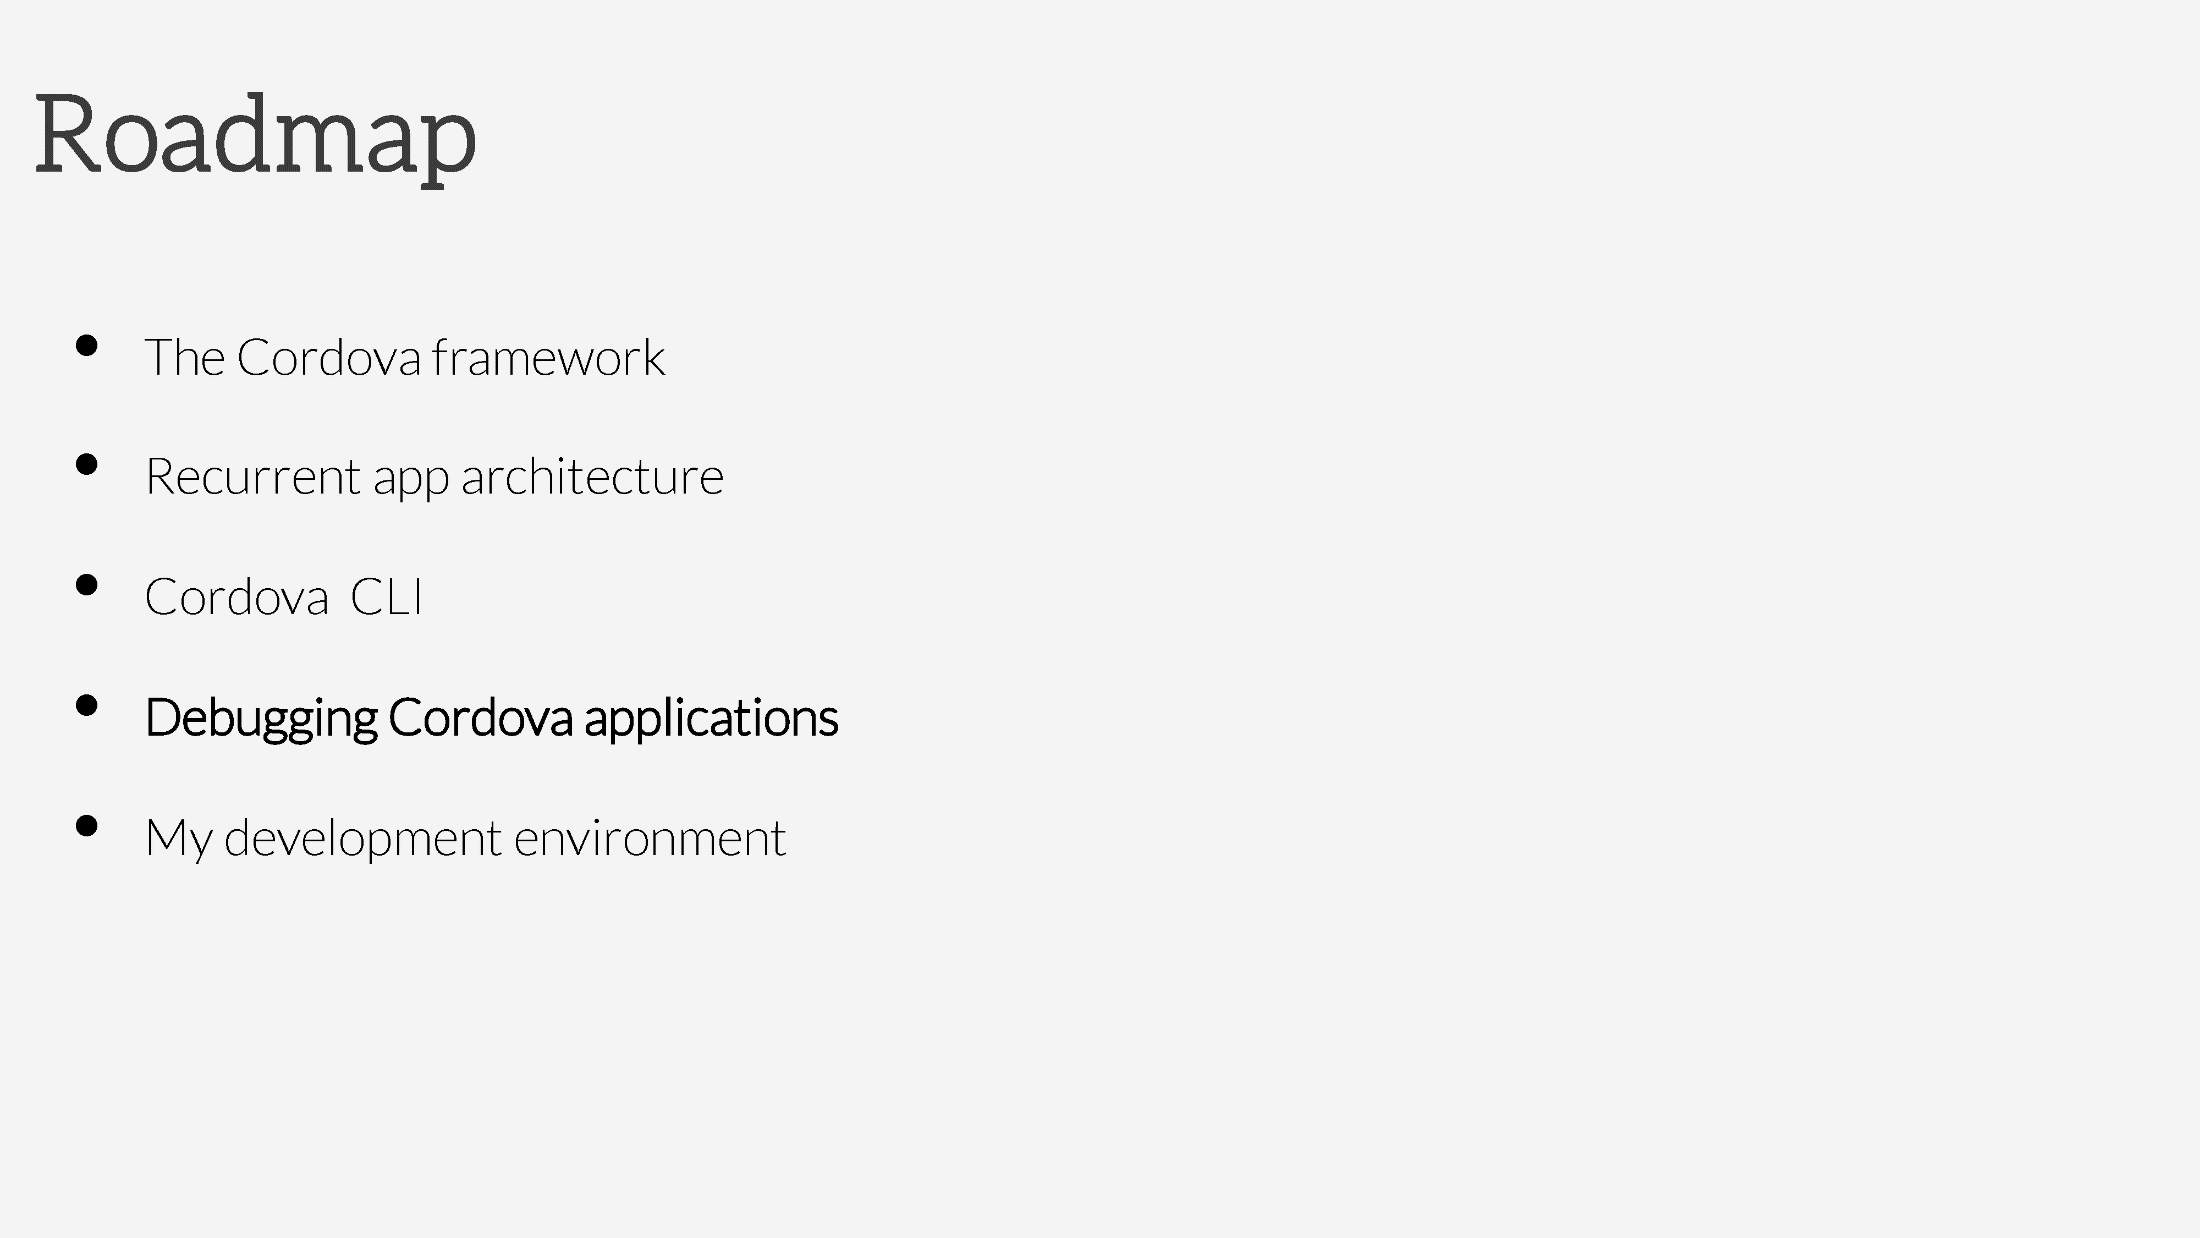 Roadmap
• The Cordova framework
• Recurrent app architecture
• Cordova  CLI
• Debugging Cordova applications
• My development environment